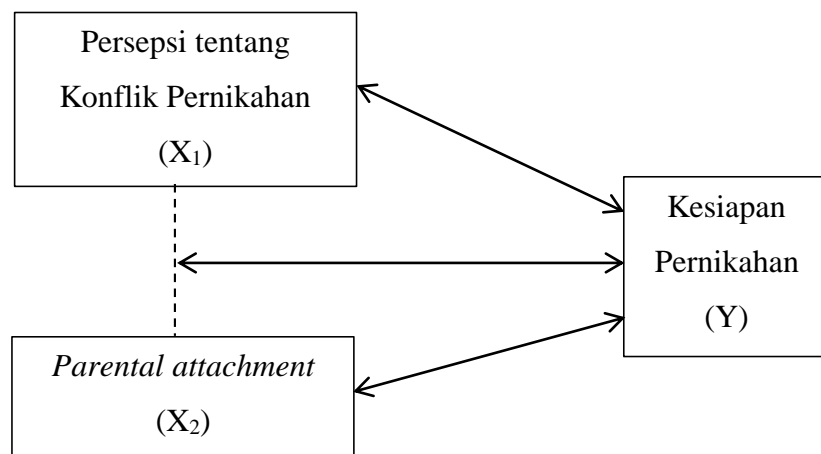 Persepsi tentang
Konflik Pernikahan
(X₁)
Kesiapan
Pernikahan
(Y)
Parental attachment
(X₂)